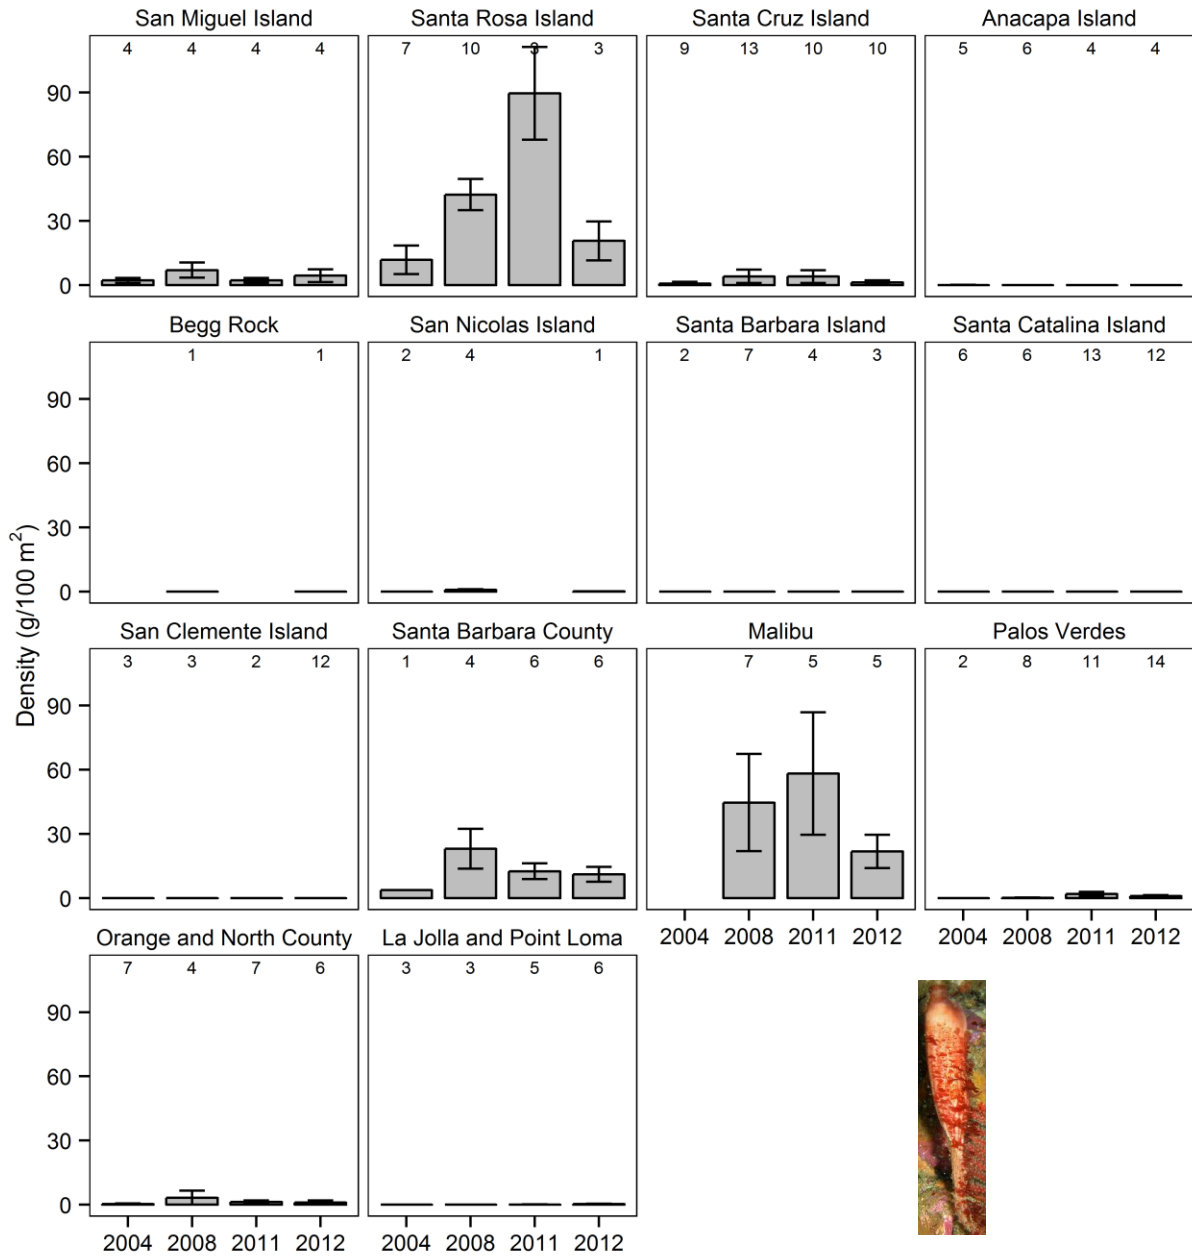 San Miguel Island Santa Rosa Island Santa Cruz Island Anacapa Island
4 4 4 4 7 10 3 3 9 13 10 10 5 6 4 4
90
60
30
0
Begg Rock San Nicolas Island Santa Barbara Island Santa Catalina Island
1 1 2 4 1 2 7 4 3 6 6 13 12
90
60
30
0
Density (g/100 m²)
San Clemente Island Santa Barbara County Malibu Palos Verdes
3 3 2 12 1 4 6 6 7 5 5 2 8 11 14
90
60
30
0
2004 2008 2011 2012 2004 2008 2011 2012
Orange and North County La Jolla and Point Loma
7 4 7 6 3 3 5 6
90
60
30
0
2004 2008 2011 2012 2004 2008 2011 2012